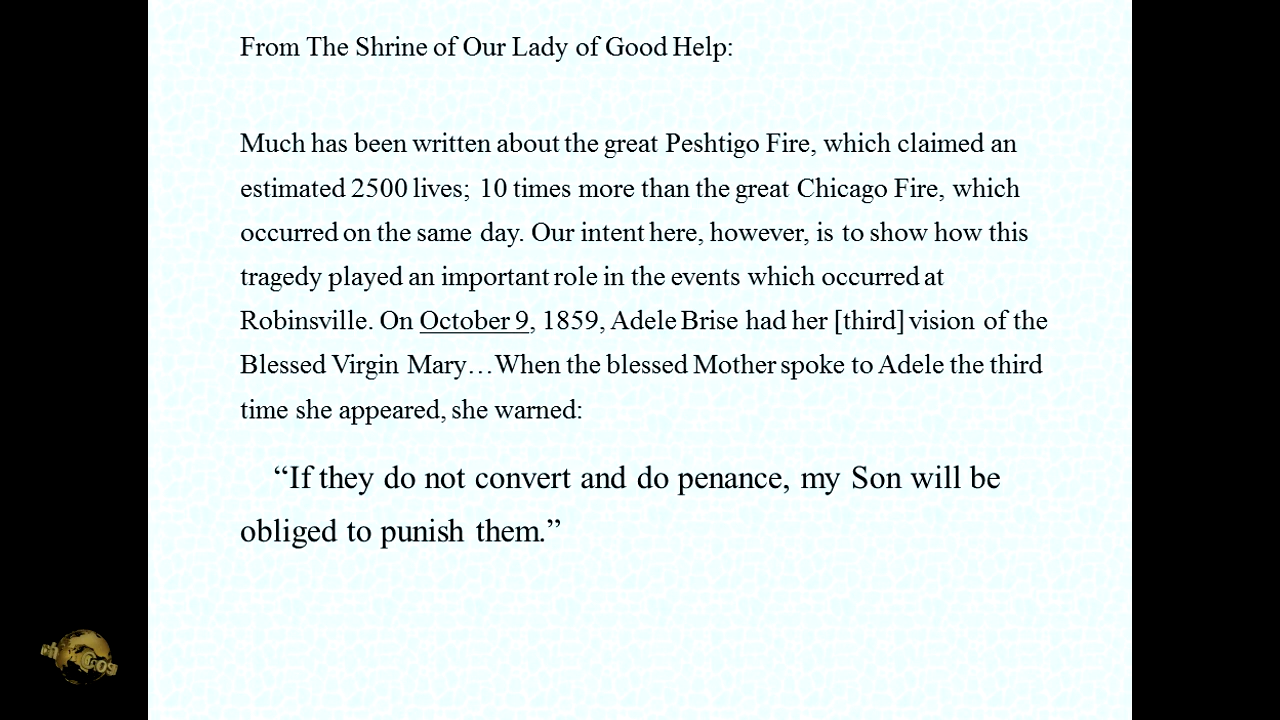 From The Shrine of Our Lady of Good Help:
Much has been written about the great Peshtigo Fire, which claimed an
estimated 2500 lives; 10 times more than the great Chicago Fire, which
occurred on the same day. Our intent here, however, is to show how this
tragedy played an important role in the events which occurred at
Robinsville. On October 9, 1859, Adele Brise had her [third] vision of the
Blessed Virgin Mary…When the blessed Mother spoke to Adele the third
time she appeared, she warned:
“If they do not convert and do penance, my Son will be
obliged to punish them.”